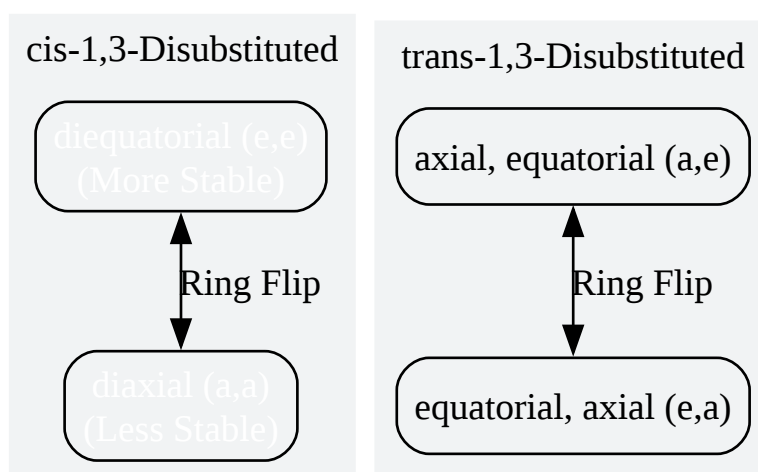 cis-1,3-Disubstituted
diequatorial (e,e)
(More Stable)
Ring Flip
diaxial (a,a)
(Less Stable)
trans-1,3-Disubstituted
axial, equatorial (a,e)
Ring Flip
equatorial, axial (e,a)